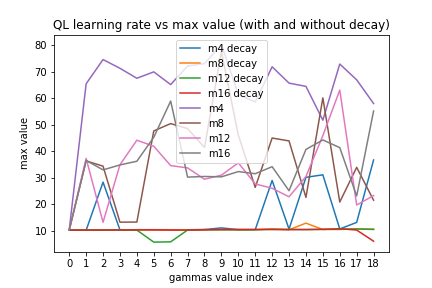 QL learning rate vs max value (with and without decay)
80
70
60
50
40
30
20
10
max value
m4 decay
m8 decay
m12 decay
m16 decay
m4
m8
m12
m16
0 1 2 3 4 5 6 7 8 9 10 11 12 13 14 15 16 17 18
gammas value index